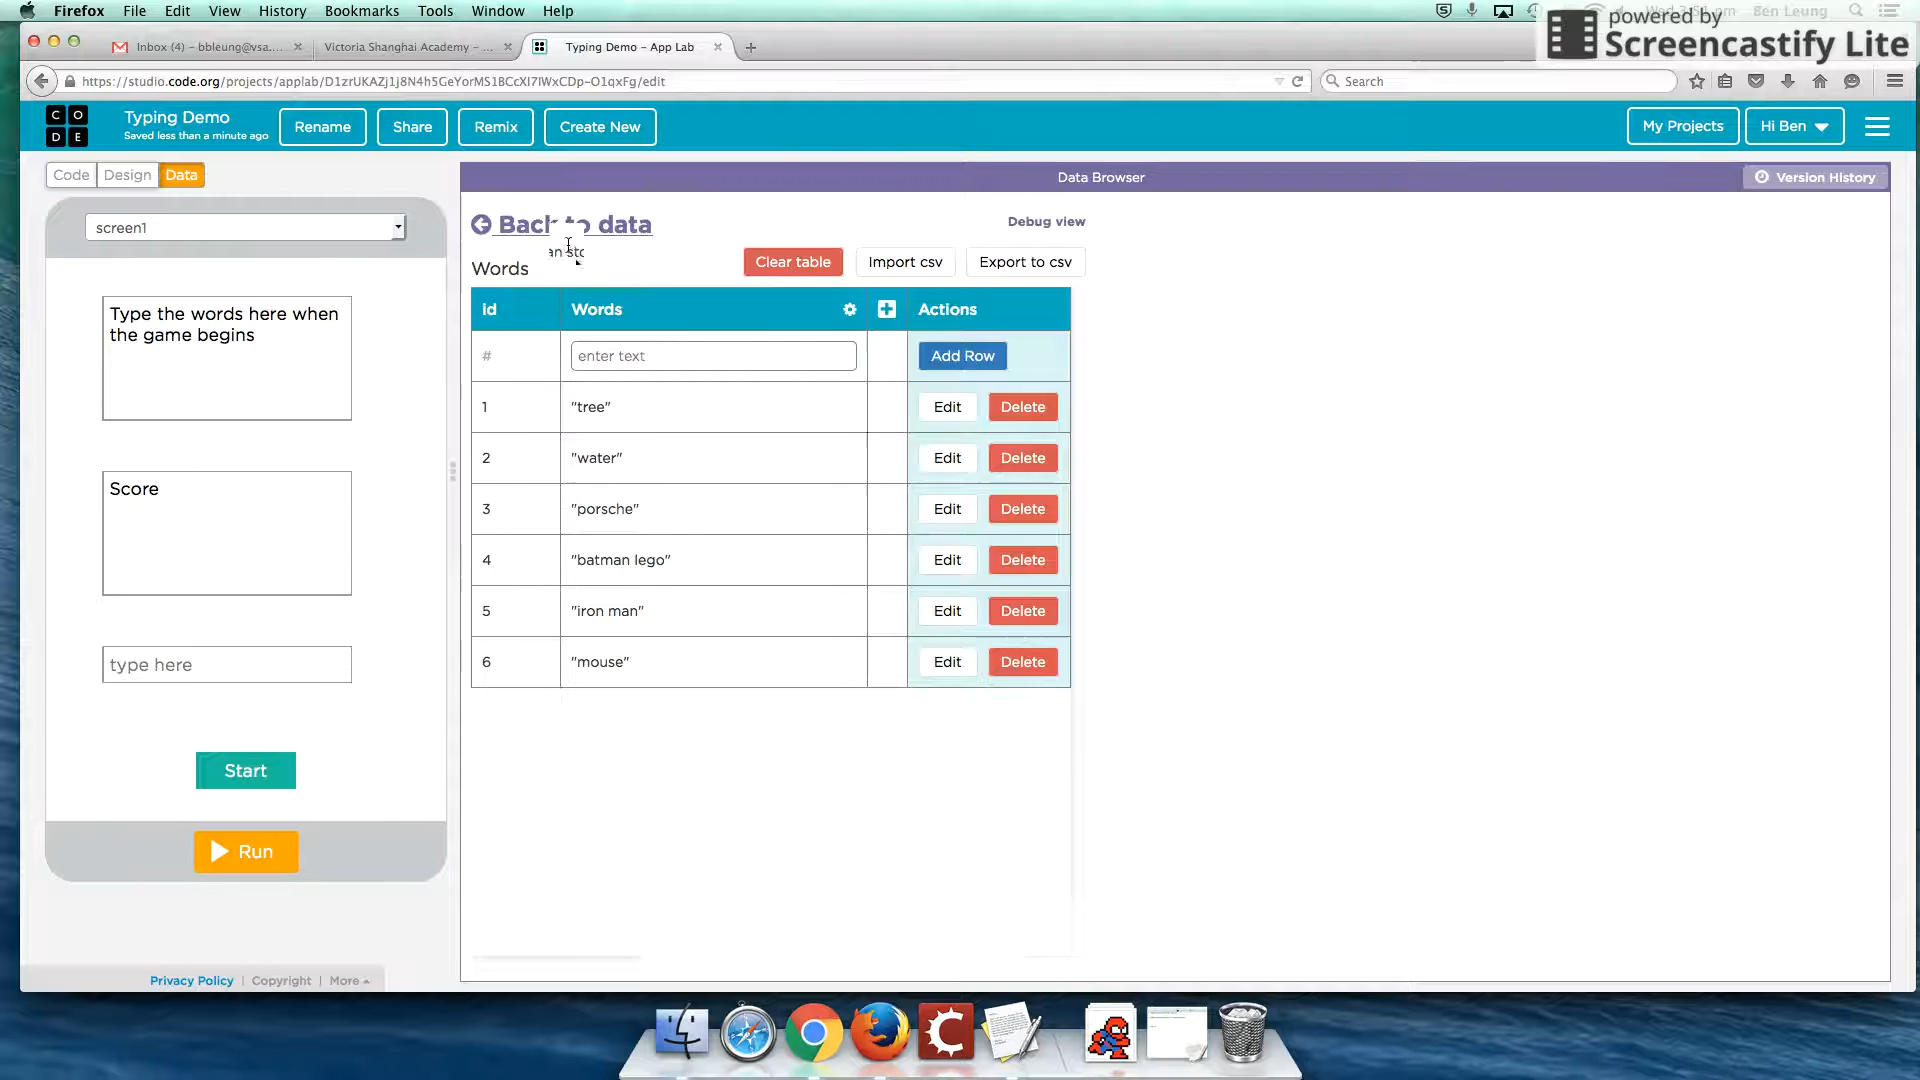 Firefox File Edit View History Bookmarks Tools Window Help
Ben Leung
powered by
Screencastify Lite
Inbox (4) – bbleung@vsa....
Victoria Shanghai Academy – ...
Typing Demo – App Lab
https://studio.code.org/projects/applab/D1zrUKAZj1j8N4h5GeYorMS1BCcXI7IWxCDp-O1qxFg/edit
Search
C O
D E
Typing Demo
Saved less than a minute ago
Rename
Share
Remix
Create New
My Projects
Hi Ben
Code Design Data
Data Browser
Version History
screen1
Back to data
Debug view
Words
Clear table
Import csv
Export to csv
id Words Actions
# enter text Add Row
1 "tree" Edit Delete
2 "water" Edit Delete
3 "porsche" Edit Delete
4 "batman lego" Edit Delete
5 "iron man" Edit Delete
6 "mouse" Edit Delete
Type the words here when
the game begins
Score
type here
Start
Run
Privacy Policy | Copyright | More